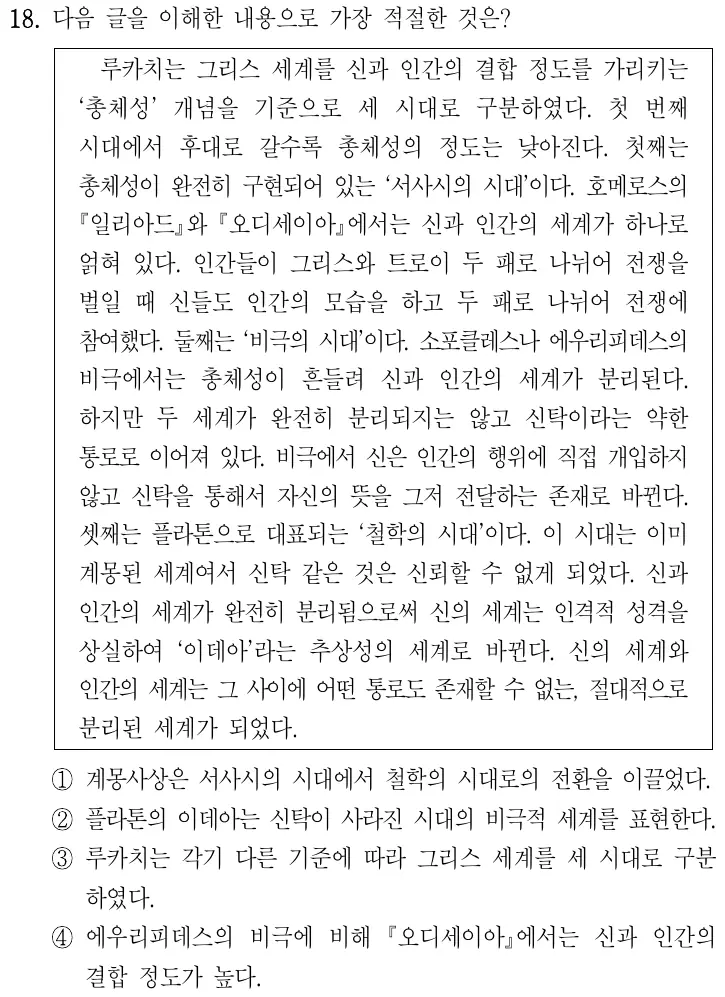 18. 다음 글을 이해한 내용으로 가장 적절한 것은?
루카치는 그리스 세계를 신과 인간의 결합 정도를 가리키는
‘총체성’ 개념을 기준으로 세 시대로 구분하였다. 첫 번째
시대에서 후대로 갈수록 총체성의 정도는 낮아진다. 첫째는
총체성이 완전히 구현되어 있는 ‘서사시의 시대’이다. 호메로스의
『일리아드』와 『오디세이아』에서는 신과 인간의 세계가 하나로
얽혀 있다. 인간들이 그리스와 트로이 두 패로 나뉘어 전쟁을
벌일 때 신들도 인간의 모습을 하고 두 패로 나뉘어 전쟁에
참여했다. 둘째는 ‘비극의 시대’이다. 소포클레스나 에우리피데스의
비극에서는 총체성이 흔들려 신과 인간의 세계가 분리된다.
하지만 두 세계가 완전히 분리되지는 않고 신탁이라는 약한
통로로 이어져 있다. 비극에서 신은 인간의 행위에 직접 개입하지
않고 신탁을 통해서 자신의 뜻을 그저 전달하는 존재로 바뀐다.
셋째는 플라톤으로 대표되는 ‘철학의 시대’이다. 이 시대는 이미
계몽된 세계여서 신탁 같은 것은 신뢰할 수 없게 되었다. 신과
인간의 세계가 완전히 분리됨으로써 신의 세계는 인격적 성격을
상실하여 ‘이데아’라는 추상성의 세계로 바뀐다. 신의 세계와
인간의 세계는 그 사이에 어떤 통로도 존재할 수 없는, 절대적으로
분리된 세계가 되었다.
① 계몽사상은 서사시의 시대에서 철학의 시대로의 전환을 이끌었다.
② 플라톤의 이데아는 신탁이 사라진 시대의 비극적 세계를 표현한다.
③ 루카치는 각기 다른 기준에 따라 그리스 세계를 세 시대로 구분
하였다.
④ 에우리피데스의 비극에 비해 『오디세이아』에서는 신과 인간의
결합 정도가 높다.